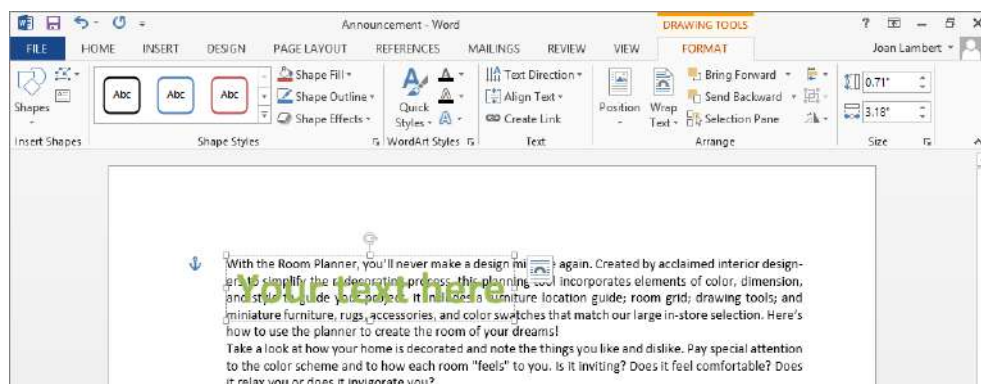 Announcement - Word
DRAWING TOOLS
?
FILE HOME INSERT DESIGN PAGE LAYOUT REFERENCES MAILINGS REVIEW VIEW FORMAT Joan Lambert
Shapes
Abc Abc Abc
Shape Fill
Shape Outline
Shape Effects
Quick Styles
Text Direction
Align Text
Create Link
Position
Wrap Text
Bring Forward
Send Backward
Selection Pane
0.71"
3.18"
Insert Shapes Shape Styles WordArt Styles Text Arrange Size
Your text here
With the Room Planner, you'll never make a design again. Created by acclaimed interior design-
ers to simplify the redecorating process, this planning tool incorporates elements of color, dimension,
and style to guide your project. It includes a furniture location guide; room grid; drawing tools; and
miniature furniture, rugs, accessories, and color swatches that match our large in-store selection. Here's
how to use the planner to create the room of your dreams!
Take a look at how your home is decorated and note the things you like and dislike. Pay special attention
to the color scheme and to how each room "feels" to you. Is it inviting? Does it feel comfortable? Does
it relax you or does it invigorate you?